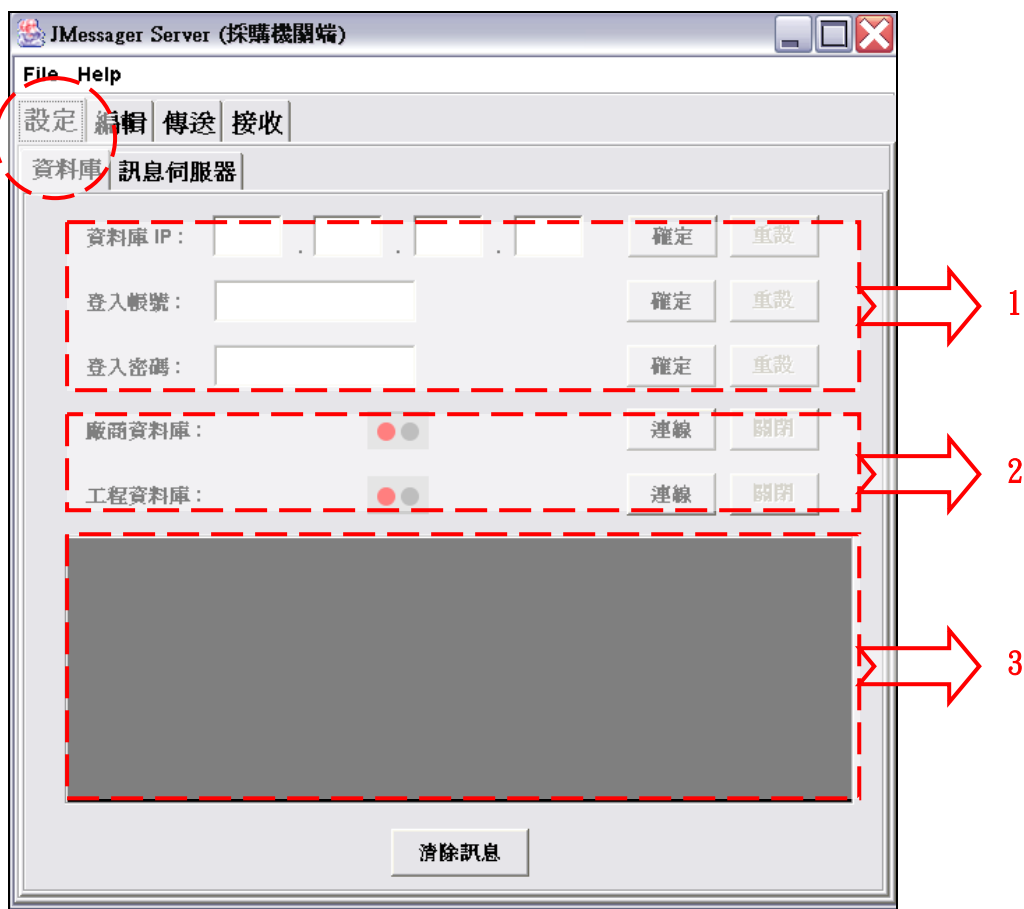 JMessager Server (採購機關端)
File Help
設定 編輯 傳送 接收
資料庫 訊息伺服器
資料庫 IP： . . . 確定 重設
登入帳號： 確定 重設
登入密碼： 確定 重設
1
廠商資料庫： 連線 關閉
工程資料庫： 連線 關閉
2
3
清除訊息